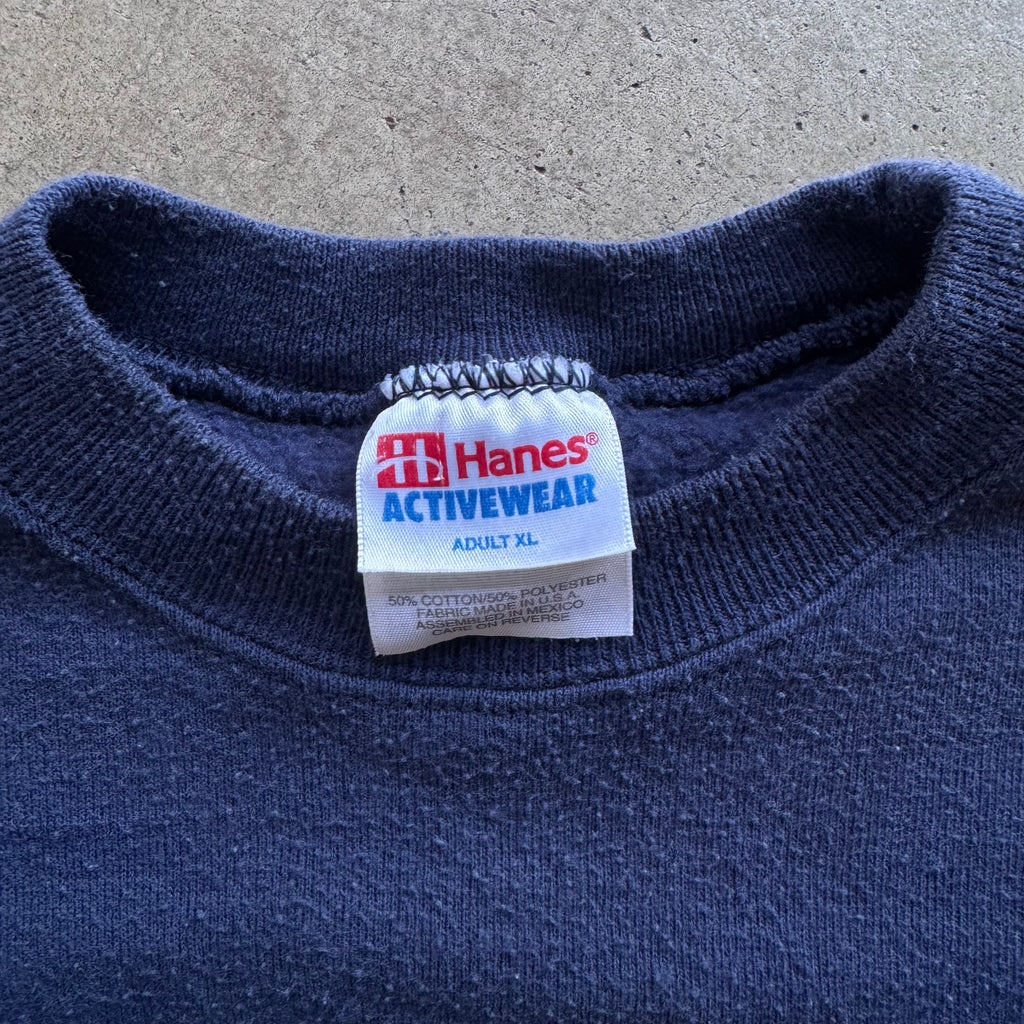 Hanes®
ACTIVEWEAR
ADULT XL
50% COTTON/50% POLYESTER
FABRIC MADE IN U.S.A.
ASSEMBLED IN MEXICO
CARE ON REVERSE